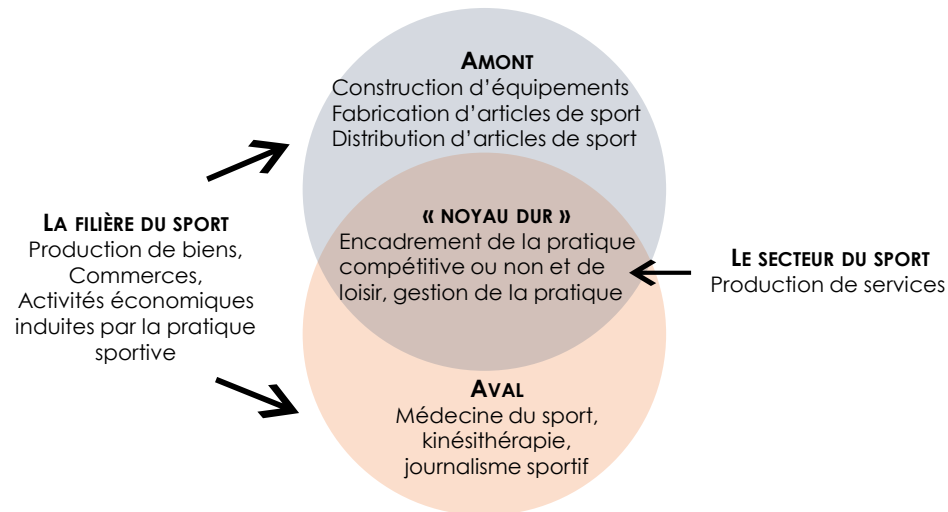 AMONT
Construction d'équipements
Fabrication d'articles de sport
Distribution d'articles de sport
LA FILIÈRE DU SPORT
Production de biens,
Commerces,
Activités économiques
induites par la pratique
sportive
« NOYAU DUR »
Encadrement de la pratique
compétitive ou non et de
loisir, gestion de la pratique
LE SECTEUR DU SPORT
Production de services
AVAL
Médecine du sport,
kinésithérapie,
journalisme sportif